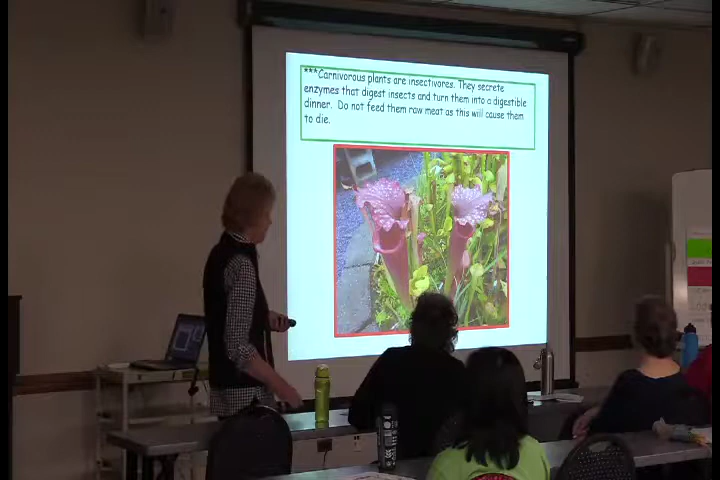 ***Carnivorous plants are insectivores. They secrete
enzymes that digest insects and turn them into a digestible
dinner. Do not feed them raw meat as this will cause them
to die.